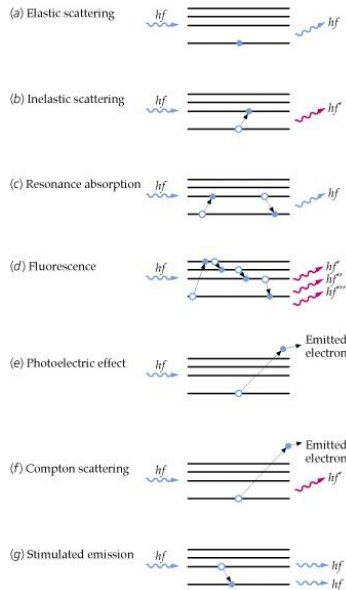 (a) Elastic scattering
hf
hf
(b) Inelastic scattering
hf
hf′
(c) Resonance absorption
hf
hf
(d) Fluorescence
hf
hf′
hf″
hf‴
(e) Photoelectric effect
hf
Emitted
electron
(f) Compton scattering
hf
Emitted
electron
hf′
(g) Stimulated emission
hf
hf
hf